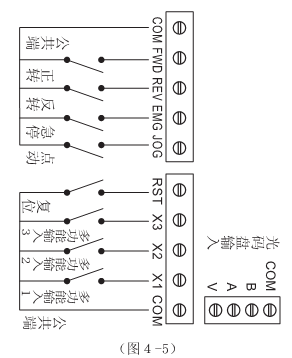 COM
公共端
FWD
正转
REV
反转
EMG
急停
JOG
点动
RST
复位
X3
多功能输入3
X2
多功能输入2
X1
多功能输入1
COM
公共端
光码盘输入
COM
B
A
V
（图 4-5）